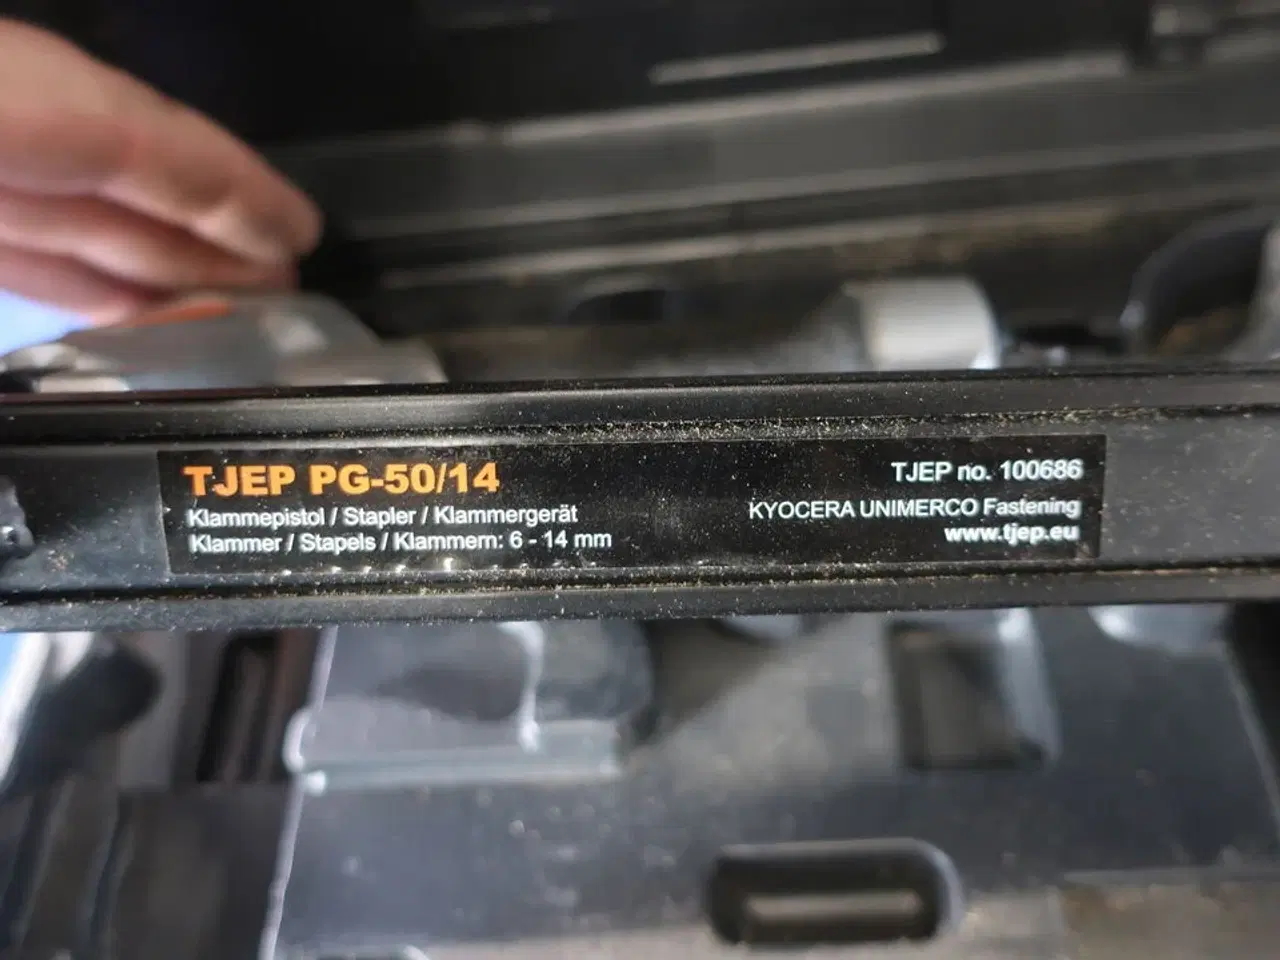 TJEP PG-50/14
Klammepistol / Stapler / Klammergerät
Klammer / Stapels / Klammern: 6 - 14 mm
TJEP no. 100686
KYOCERA UNIMERCO Fastening
www.tjep.eu